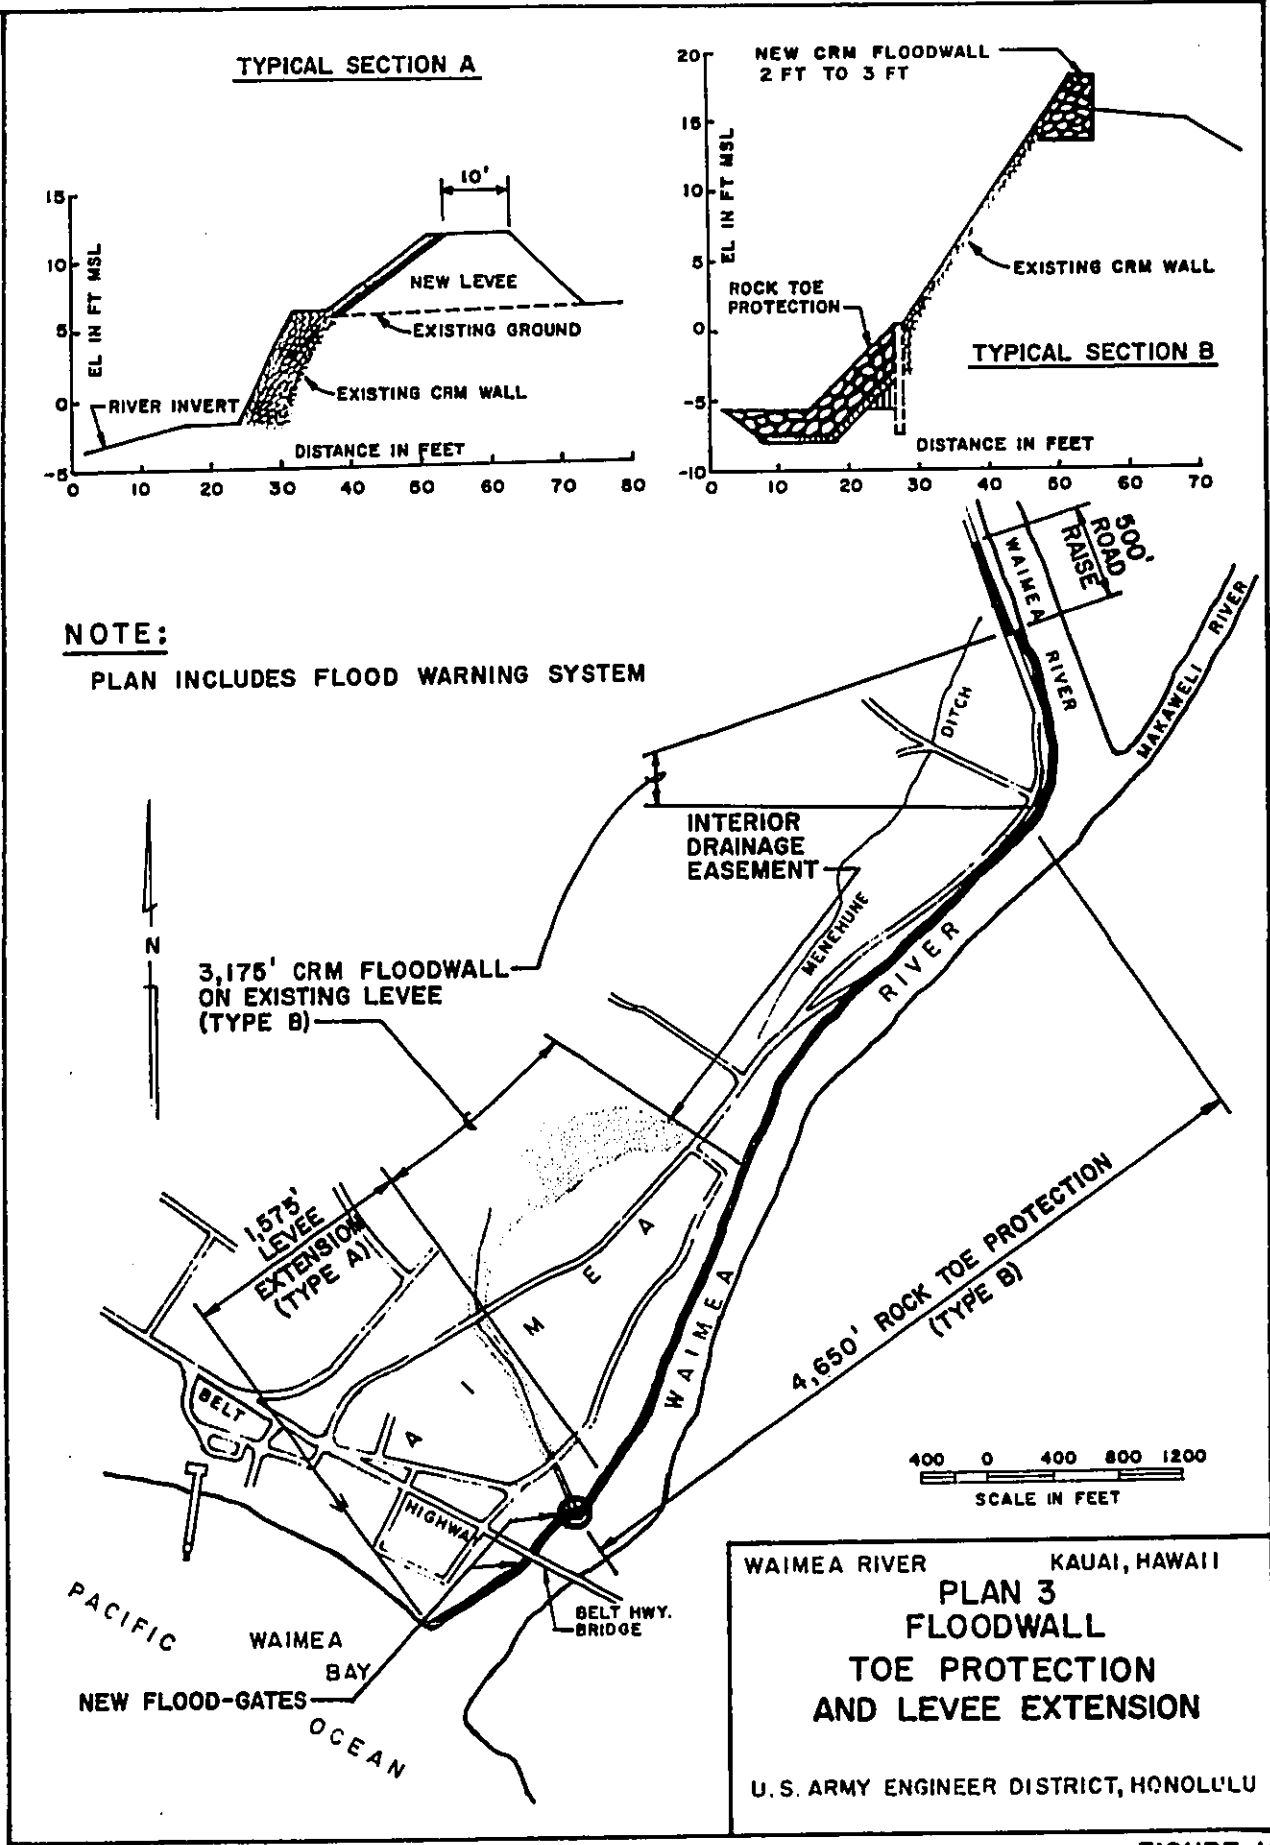 TYPICAL SECTION A
10'
15
10
5
0
-5
EL IN FT MSL
NEW LEVEE
EXISTING GROUND
EXISTING CRM WALL
RIVER INVERT
DISTANCE IN FEET
0 10 20 30 40 50 60 70 80
NEW CRM FLOODWALL
2 FT TO 3 FT
20
15
10
5
0
-5
-10
EL IN FT MSL
EXISTING CRM WALL
ROCK TOE
PROTECTION
TYPICAL SECTION B
DISTANCE IN FEET
0 10 20 30 40 50 60 70
NOTE:
PLAN INCLUDES FLOOD WARNING SYSTEM
500'
ROAD
RAISE
WAIMEA
RIVER
MAKAWELI RIVER
DITCH
MENEHUNE
INTERIOR
DRAINAGE
EASEMENT
N
3,175' CRM FLOODWALL
ON EXISTING LEVEE
(TYPE B)
1,575'
LEVEE
EXTENSION
(TYPE A)
WAIMEA
WAIMEA RIVER
4,650' ROCK TOE PROTECTION
(TYPE B)
BELT
HIGHWAY
BELT HWY.
BRIDGE
400 0 400 800 1200
SCALE IN FEET
PACIFIC
OCEAN
WAIMEA
BAY
NEW FLOOD-GATES
WAIMEA RIVER KAUAI, HAWAII
PLAN 3
FLOODWALL
TOE PROTECTION
AND LEVEE EXTENSION
U.S. ARMY ENGINEER DISTRICT, HONOLULU